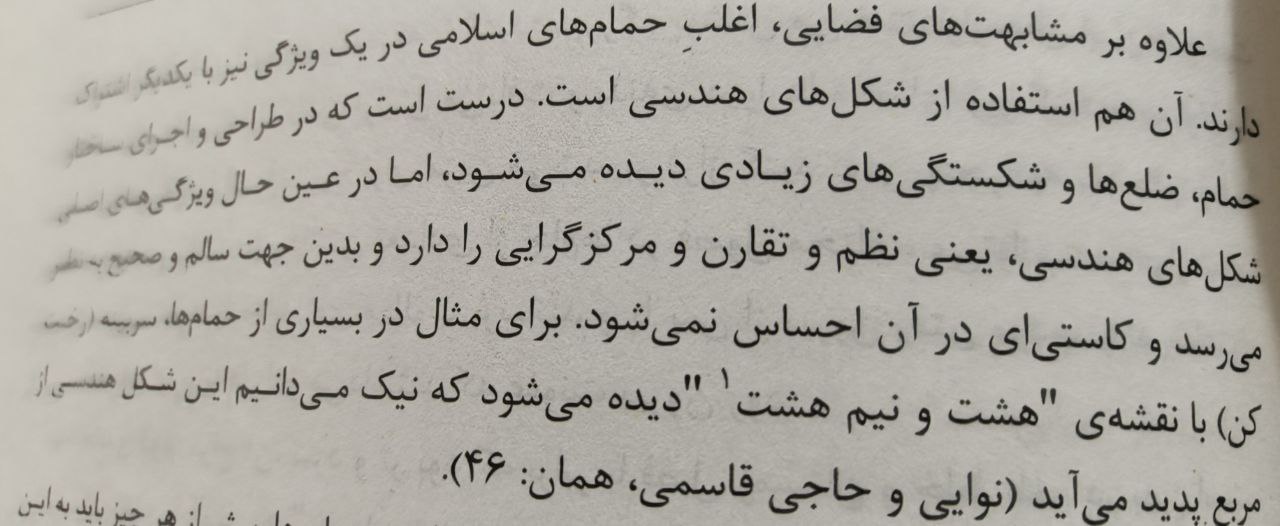 علاوه بر مشابهت‌های فضایی، اغلبِ حمام‌های اسلامی در یک ویژگی نیز با یکدیگر اشتراک
دارند. آن هم استفاده از شکل‌های هندسی است. درست است که در طراحی و اجرای ساختار
حمام، ضلع‌ها و شکستگی‌های زیادی دیده می‌شود، اما در عین حال ویژگی‌های اصلی
شکل‌های هندسی، یعنی نظم و تقارن و مرکزگرایی را دارد و بدین جهت سالم و صحیح به نظر
می‌رسد و کاستی‌ای در آن احساس نمی‌شود. برای مثال در بسیاری از حمام‌ها، سربینه (رخت
کن) با نقشه‌ی "هشت و نیم هشت۱ "دیده می‌شود که نیک می‌دانیم این شکل هندسی از
مربع پدید می‌آید (نوایی و حاجی قاسمی، همان: ۴۶).
از هر چیز باید به این